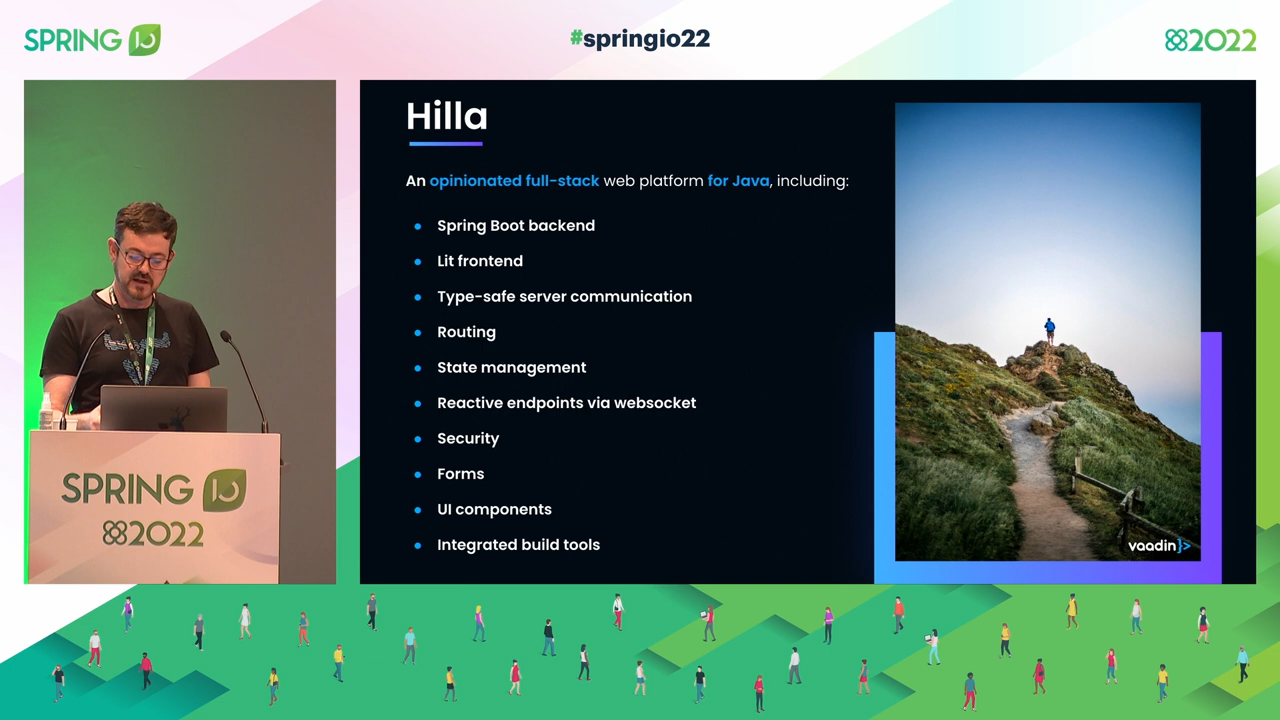 SPRING IO
#springio22
2022
Hilla
An opinionated full-stack web platform for Java, including:
Spring Boot backend
Lit frontend
Type-safe server communication
Routing
State management
Reactive endpoints via websocket
Security
Forms
UI components
Integrated build tools
vaadin}>
SPRING IO
2022